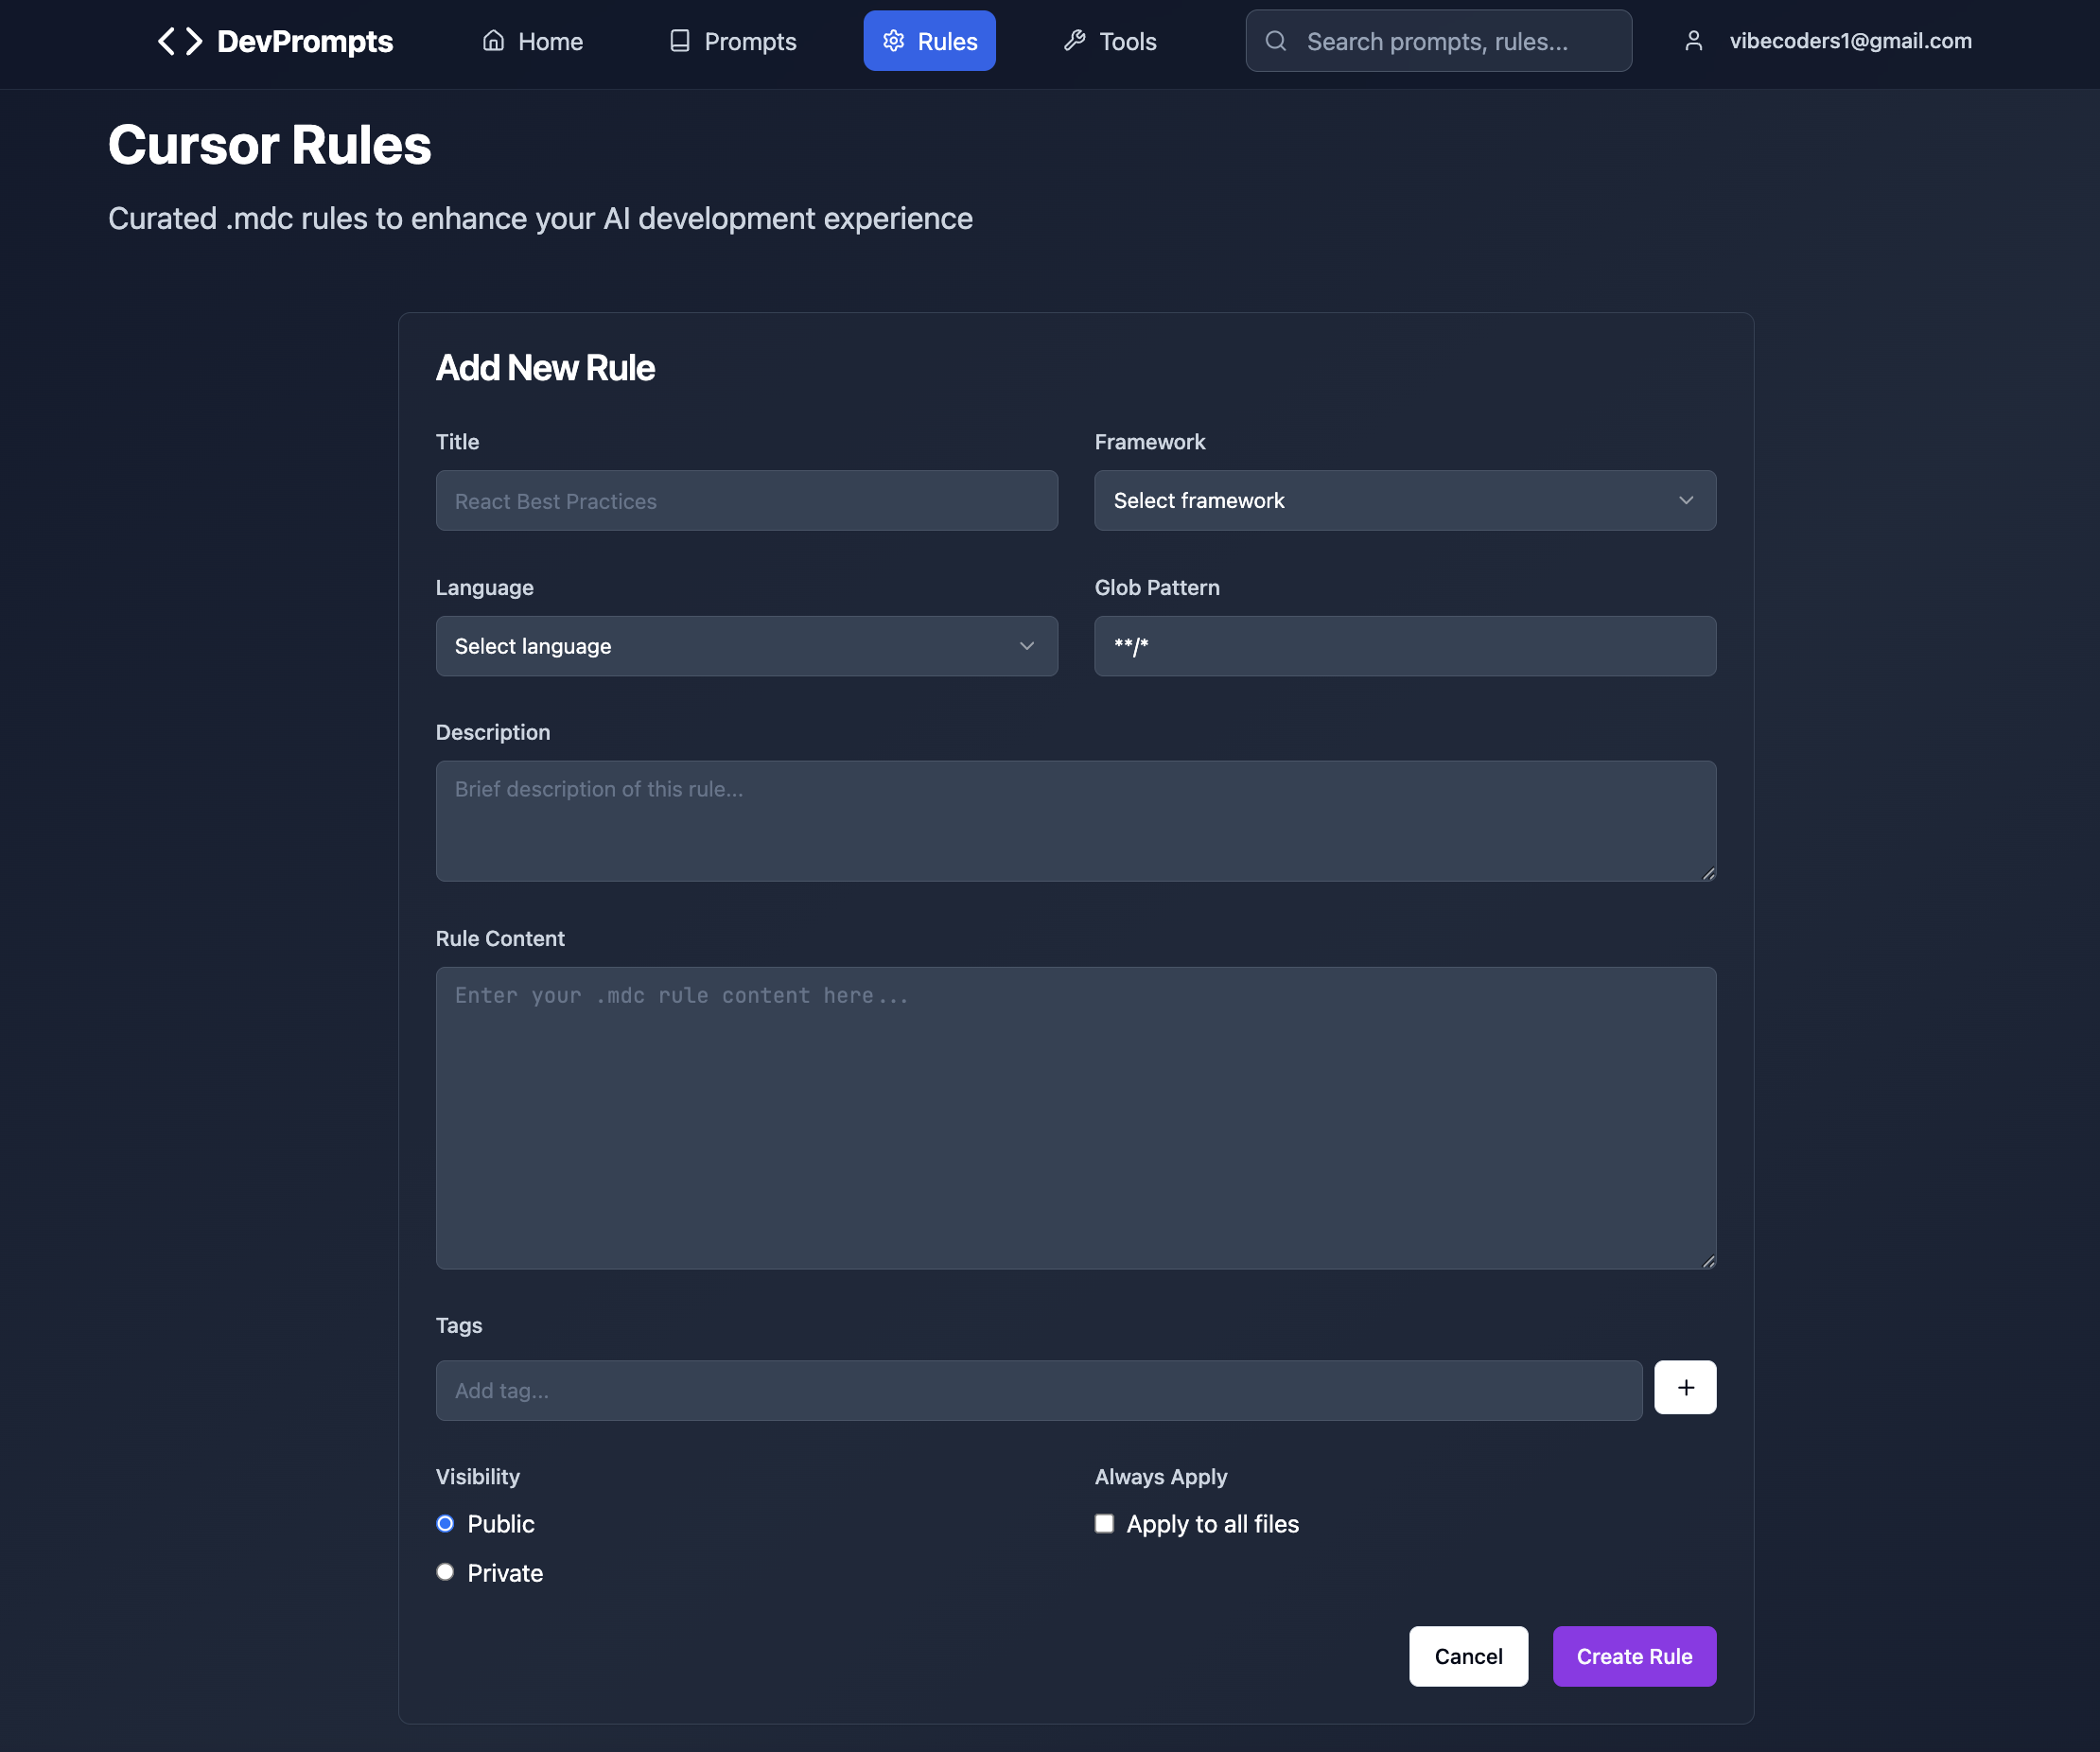 DevPrompts Home Prompts Rules Tools Search prompts, rules... vibecoders1@gmail.com
Cursor Rules
Curated .mdc rules to enhance your AI development experience
Add New Rule
Title Framework
React Best Practices Select framework
Language Glob Pattern
Select language **/*
Description
Brief description of this rule...
Rule Content
Enter your .mdc rule content here...
Tags
Add tag... +
Visibility Always Apply
Public Apply to all files
Private
Cancel Create Rule